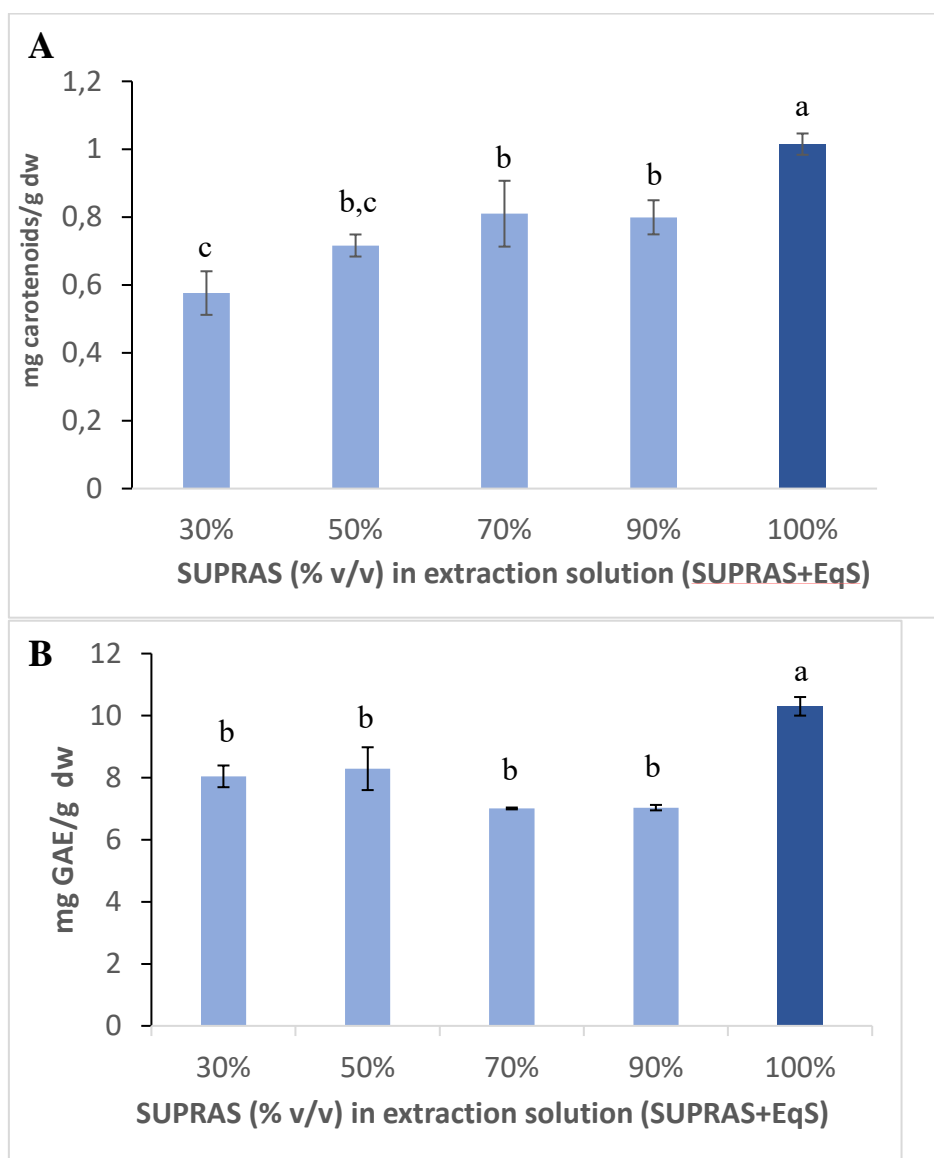 A
1,2
1
0,8
0,6
0,4
0,2
0
mg carotenoids/g dw
c
b,c
b
b
a
30% 50% 70% 90% 100%
SUPRAS (% v/v) in extraction solution (SUPRAS+EqS)
B
12
10
8
6
4
2
0
mg GAE/g dw
b
b
b
b
a
30% 50% 70% 90% 100%
SUPRAS (% v/v) in extraction solution (SUPRAS+EqS)